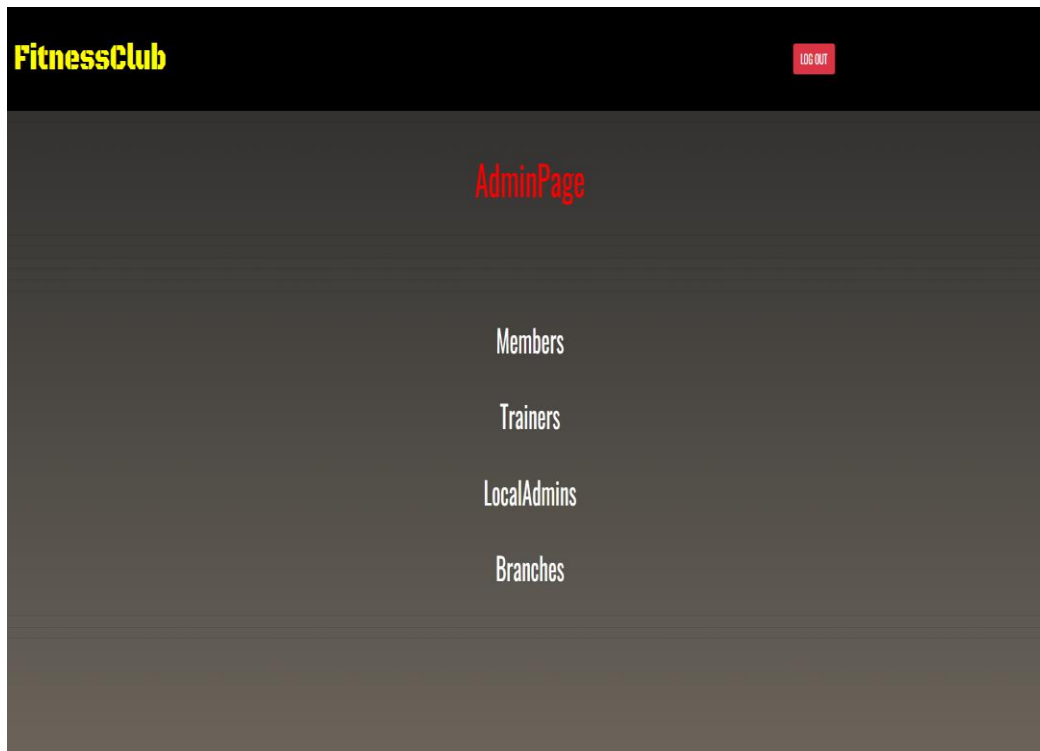 FitnessClub
LOG OUT
AdminPage
Members
Trainers
LocalAdmins
Branches